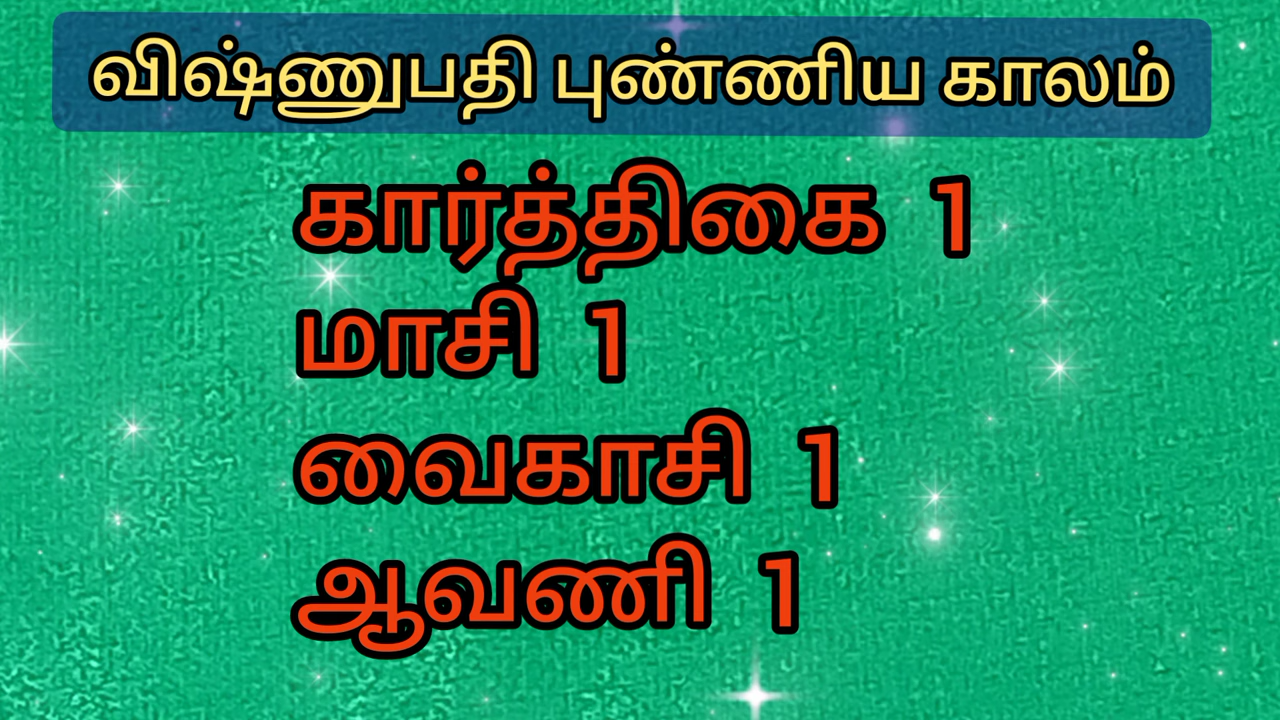 விஷ்ணுபதி புண்ணிய காலம்
கார்த்திகை 1
மாசி 1
வைகாசி 1
ஆவணி 1